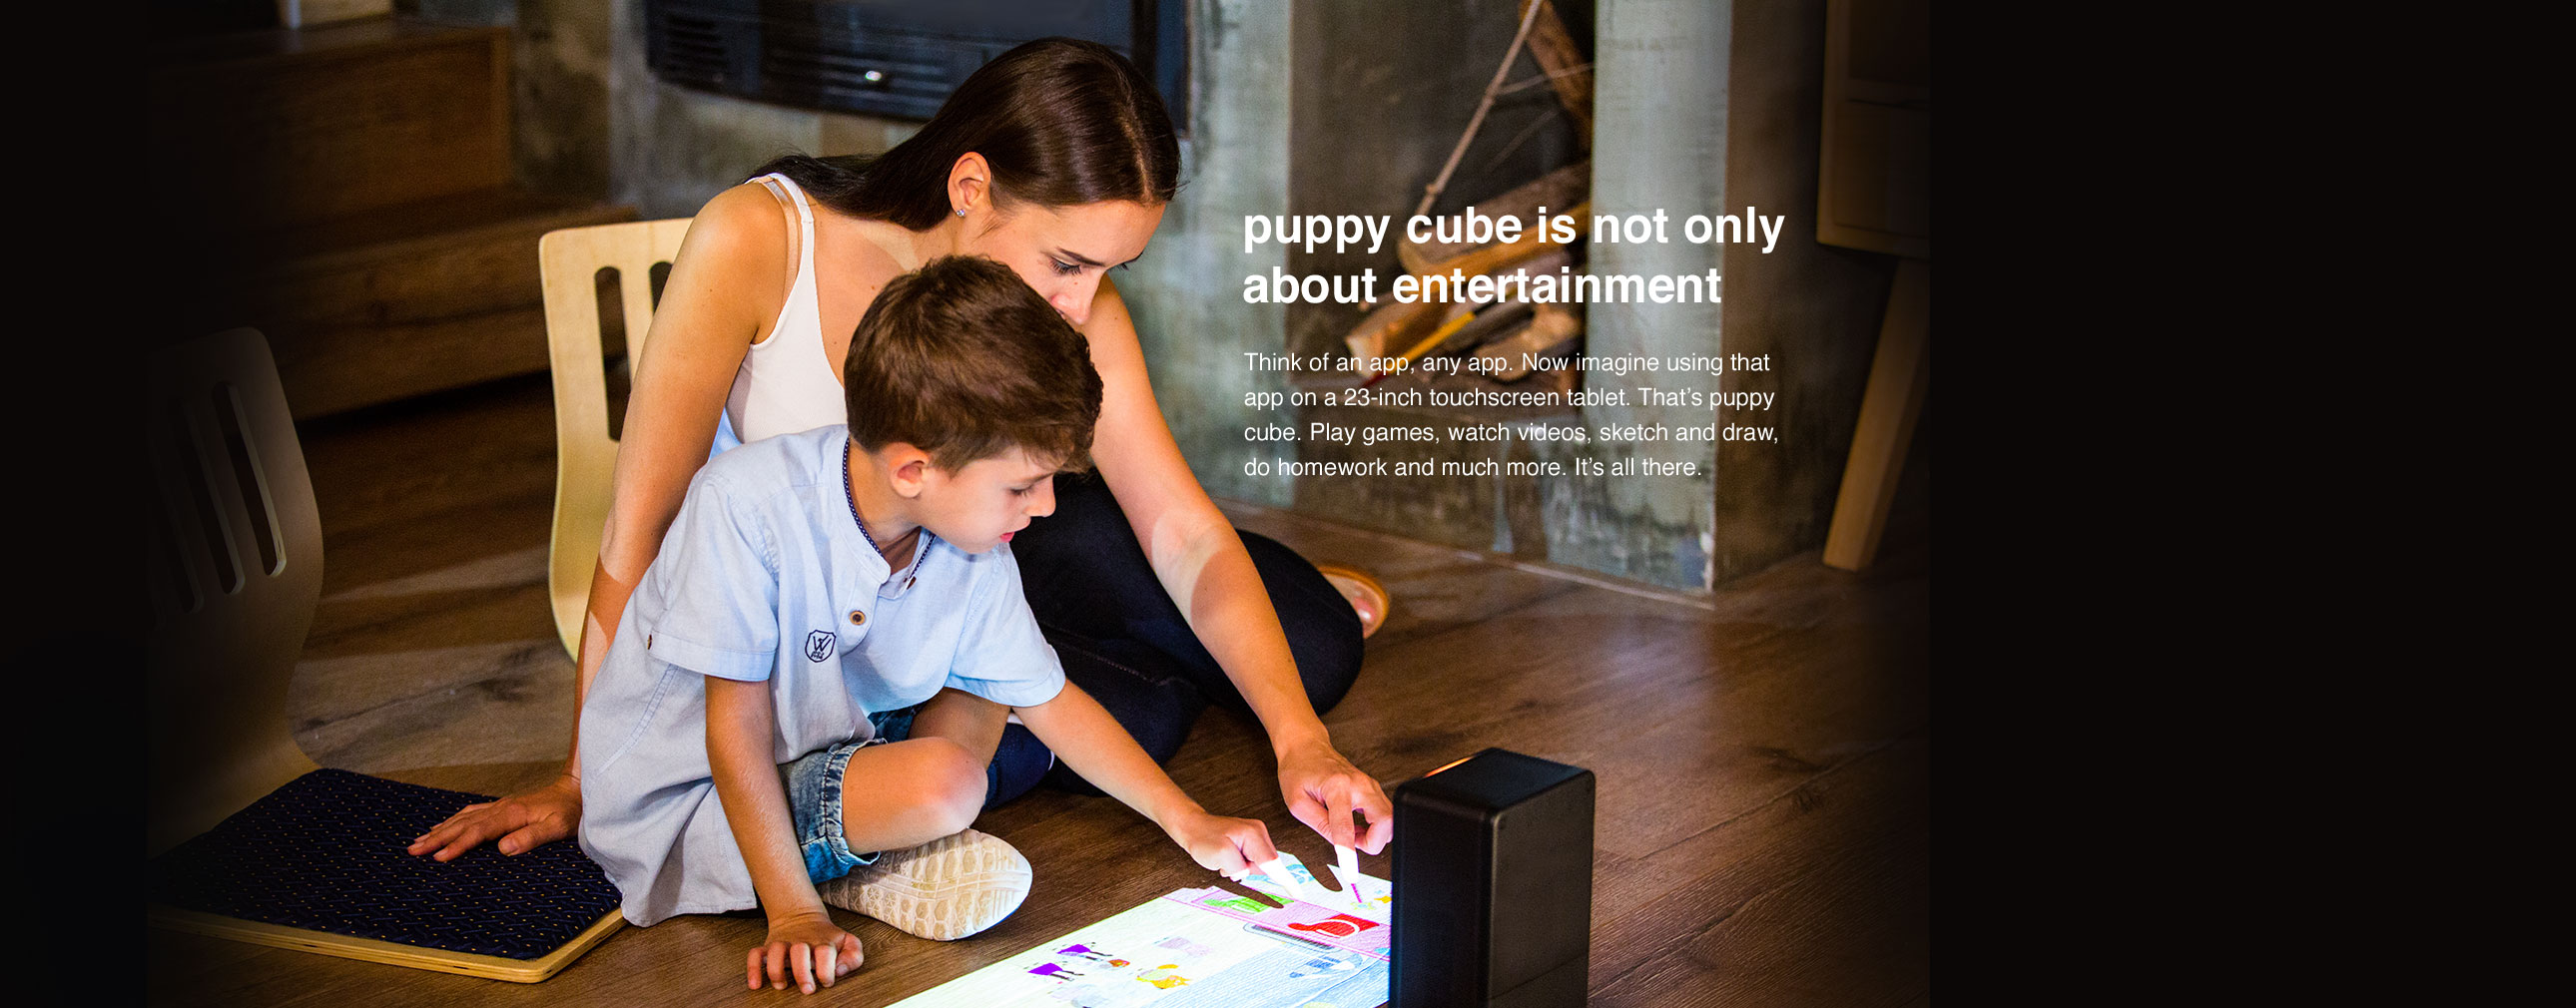 puppy cube is not only
about entertainment
Think of an app, any app. Now imagine using that
app on a 23-inch touchscreen tablet. That’s puppy
cube. Play games, watch videos, sketch and draw,
do homework and much more. It’s all there.